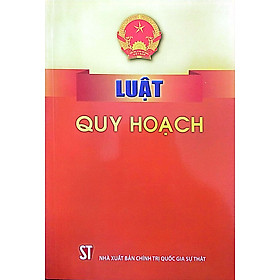 LUẬT
QUY HOẠCH
ST
NHÀ XUẤT BẢN CHÍNH TRỊ QUỐC GIA SỰ THẬT